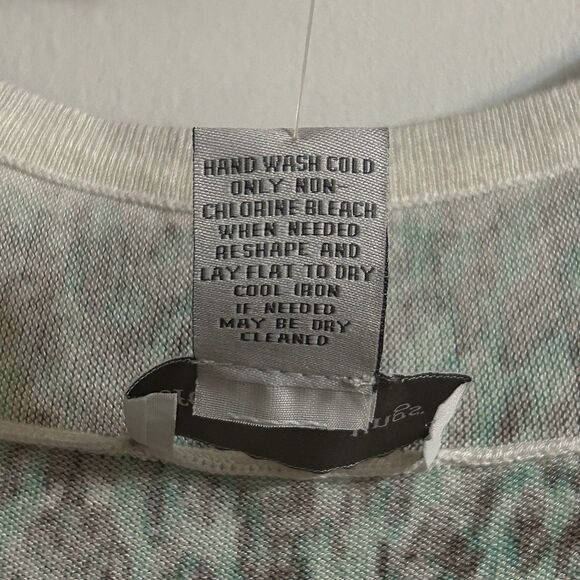 HAND WASH COLD
ONLY NON-
CHLORINE BLEACH
WHEN NEEDED
RESHAPE AND
LAY FLAT TO DRY
COOL IRON
IF NEEDED
MAY BE DRY
CLEANED